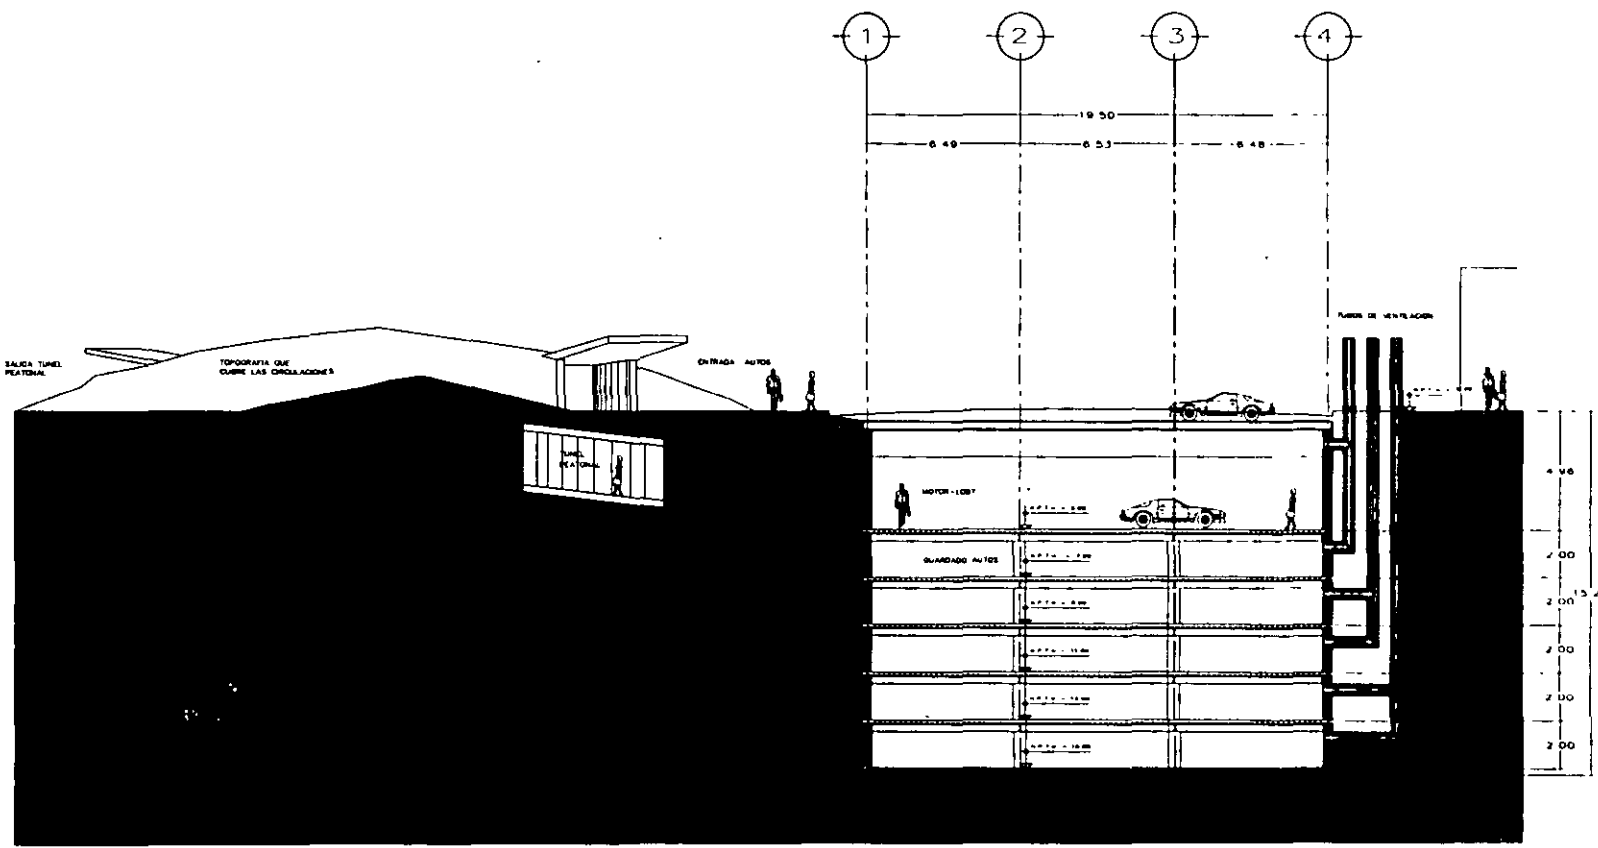 1 2 3 4
19.50
6.49 6.53 6.48
TUBOS DE VENTILACION
SALIDA TUNEL
PEATONAL
TOPOGRAFIA QUE
CUBRE LAS CIRCULACIONES
ENTRADA AUTOS
TUNEL
PEATONAL
MOTOR-LOBY
GUARDADO AUTOS
4.96
2.00
2.00
2.00
2.00
2.00